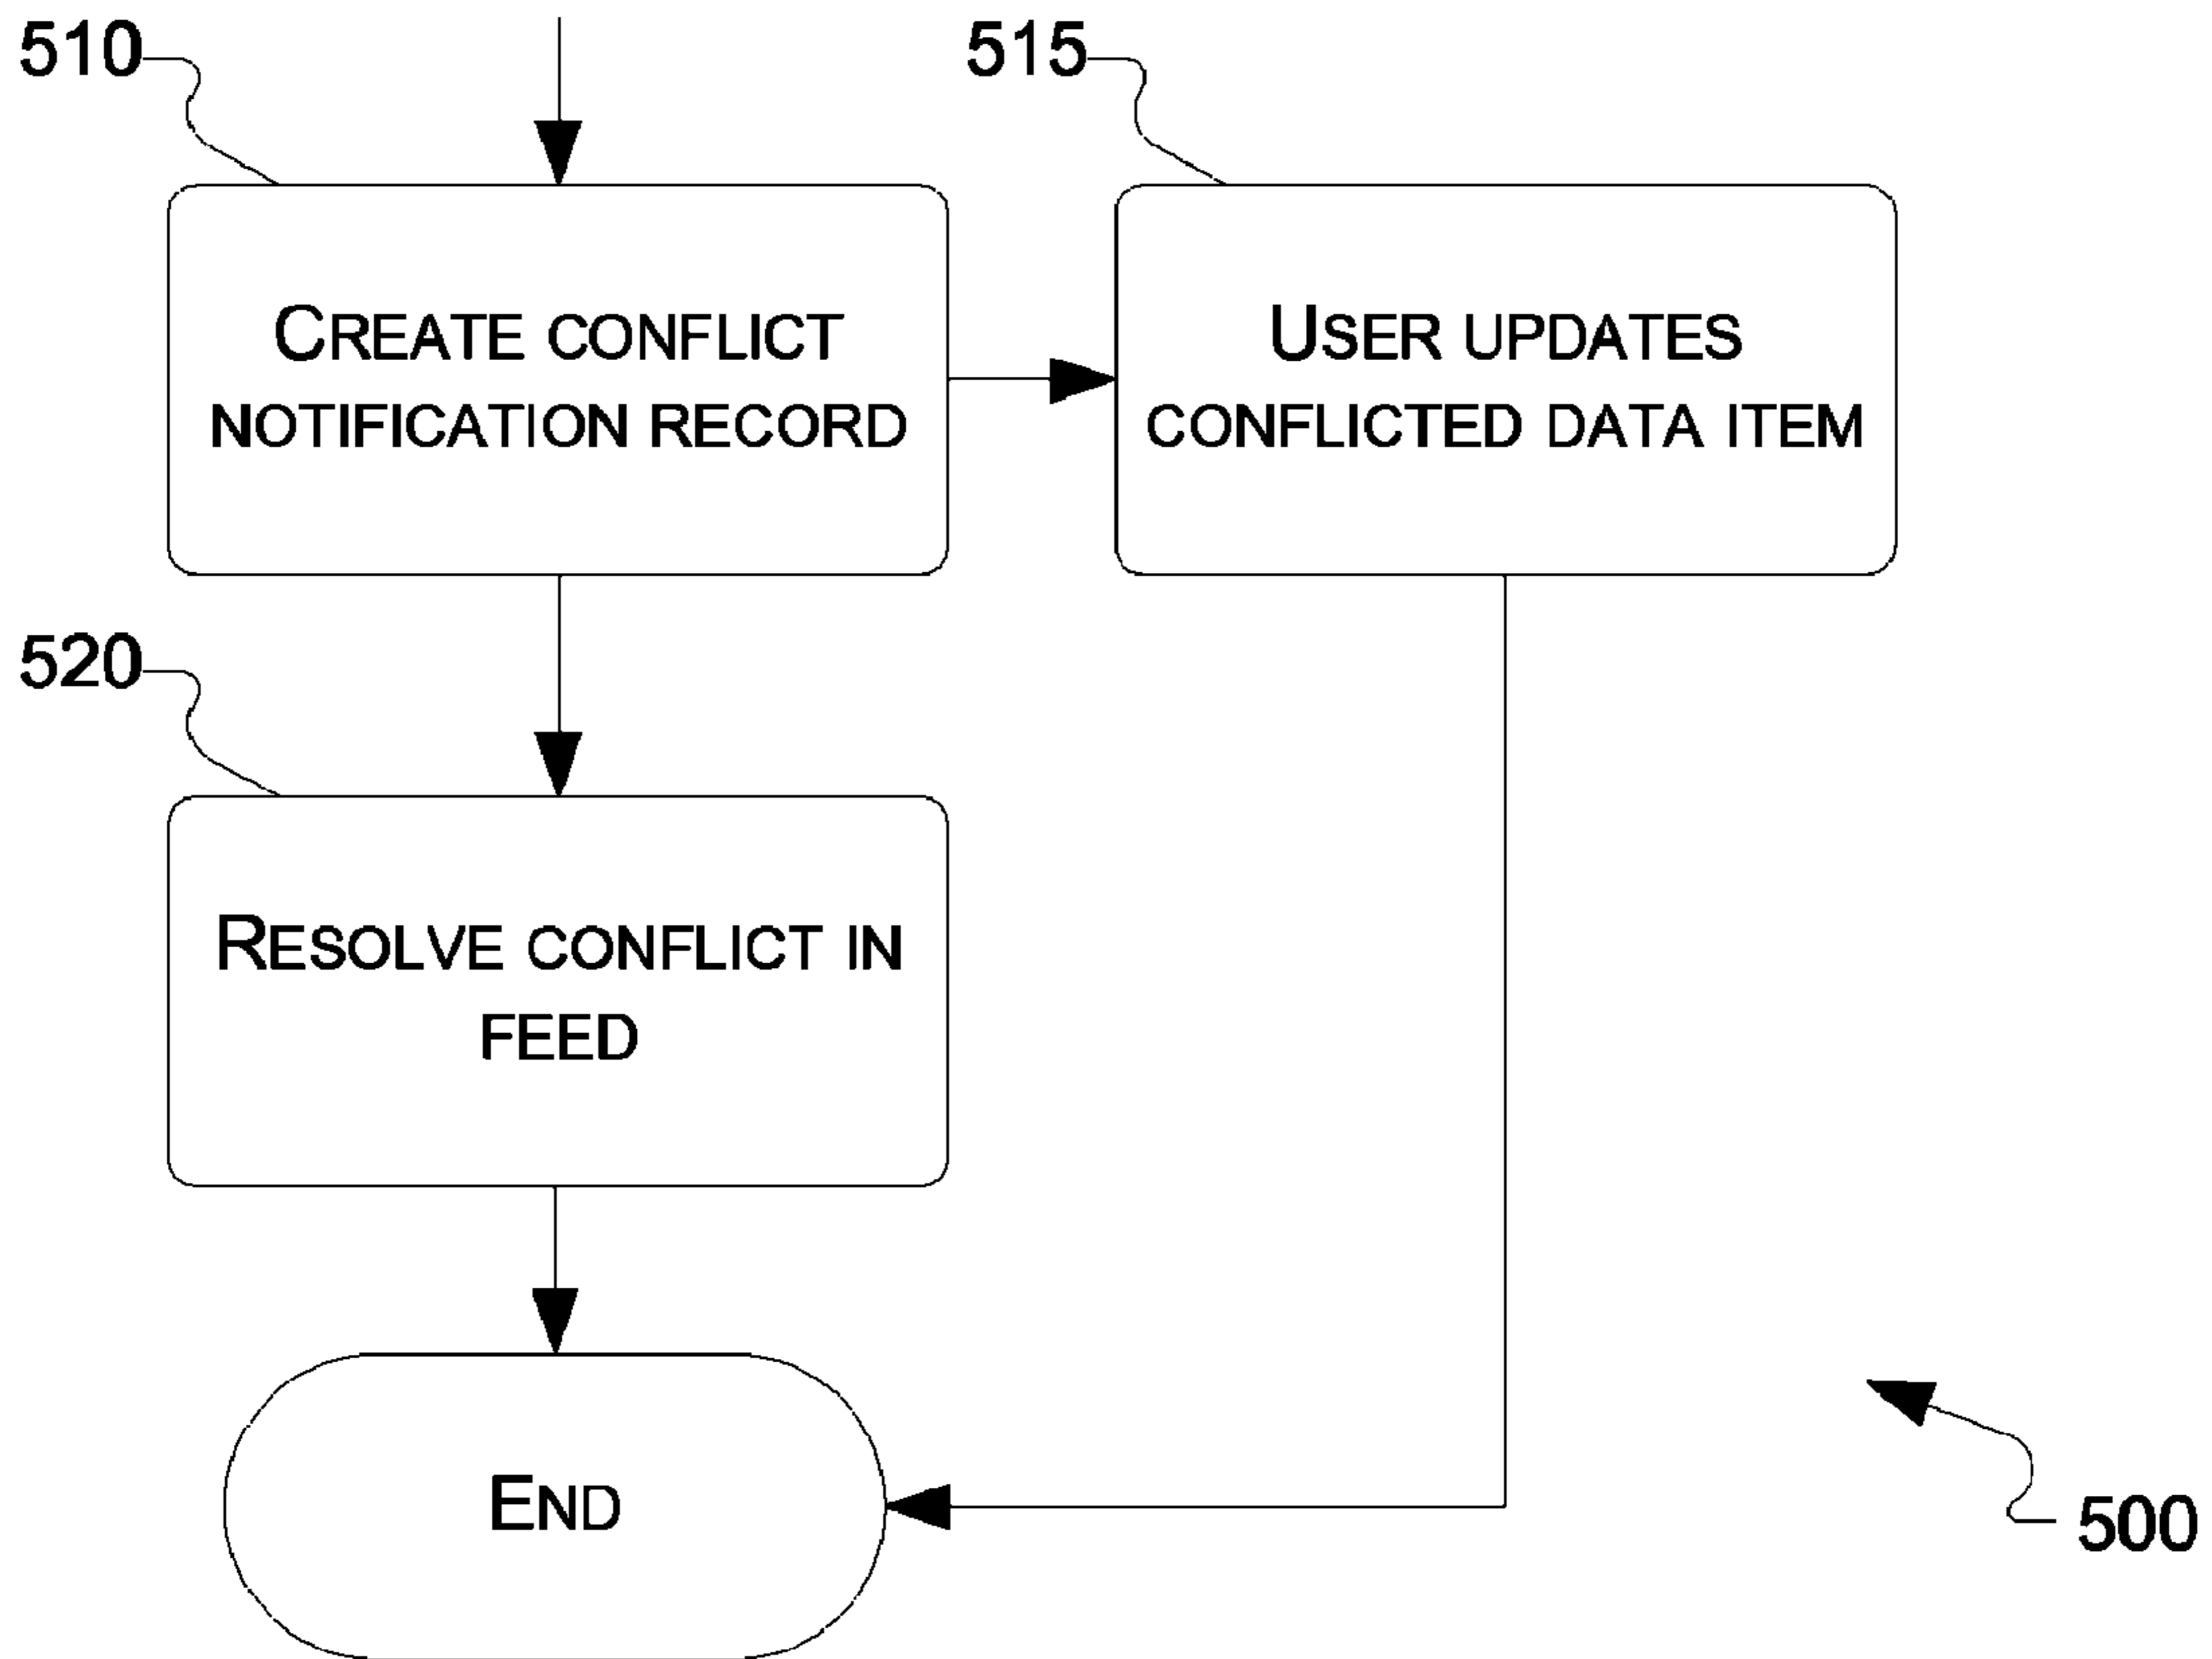 510
515
CREATE CONFLICT
NOTIFICATION RECORD
USER UPDATES
CONFLICTED DATA ITEM
520
RESOLVE CONFLICT IN
FEED
END
500